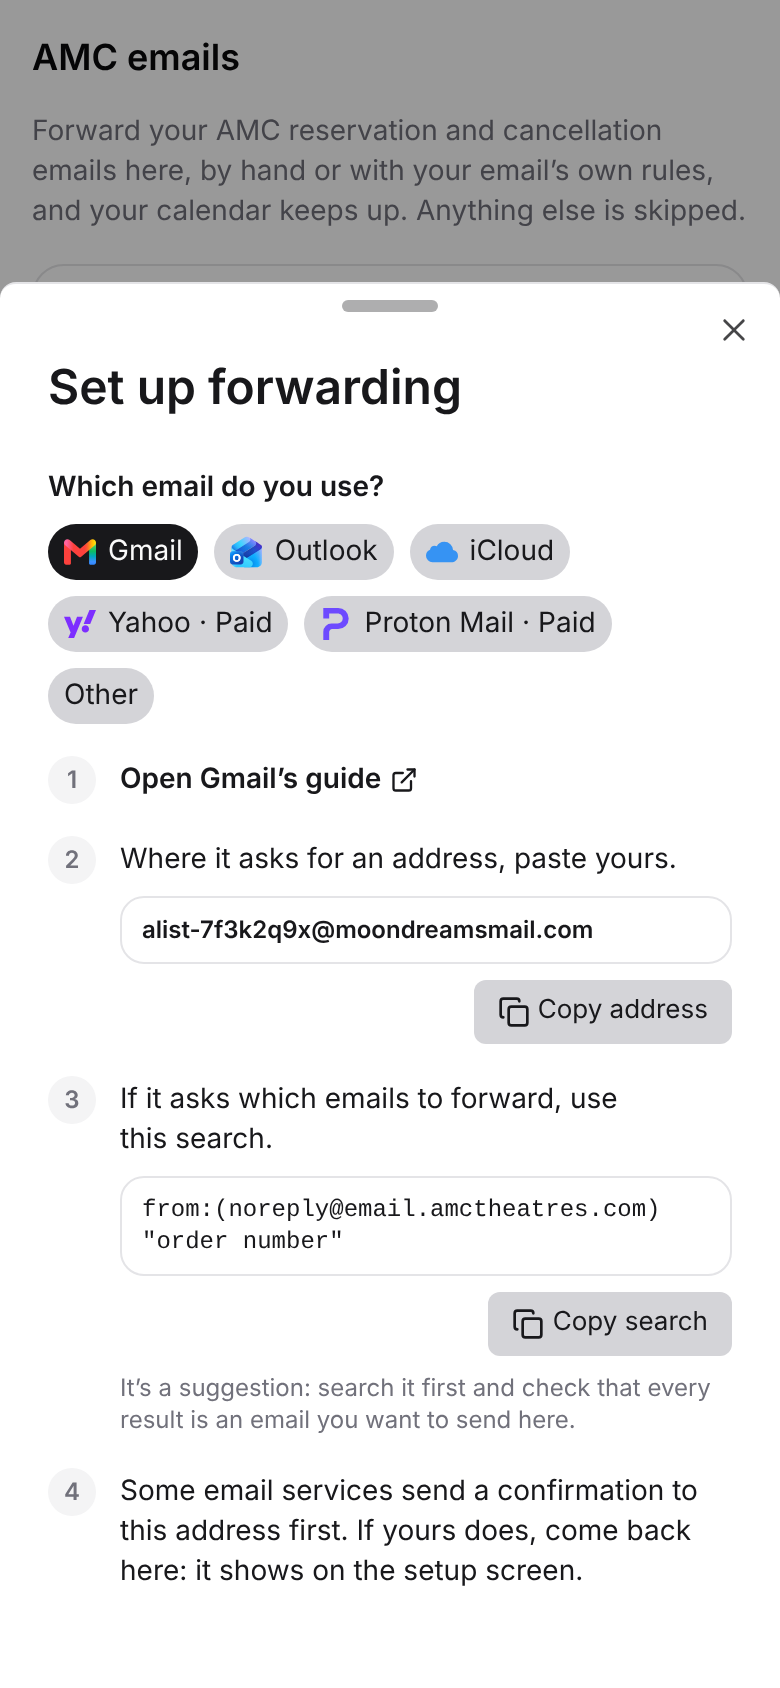 AMC emails
Forward your AMC reservation and cancellation
emails here, by hand or with your email’s own rules,
and your calendar keeps up. Anything else is skipped.
Set up forwarding
Which email do you use?
Gmail
Outlook
iCloud
Yahoo · Paid
Proton Mail · Paid
Other
1
Open Gmail’s guide
2
Where it asks for an address, paste yours.
alist-7f3k2q9x@moondreamsmail.com
Copy address
3
If it asks which emails to forward, use
this search.
from:(noreply@email.amctheatres.com)
"order number"
Copy search
It’s a suggestion: search it first and check that every
result is an email you want to send here.
4
Some email services send a confirmation to
this address first. If yours does, come back
here: it shows on the setup screen.